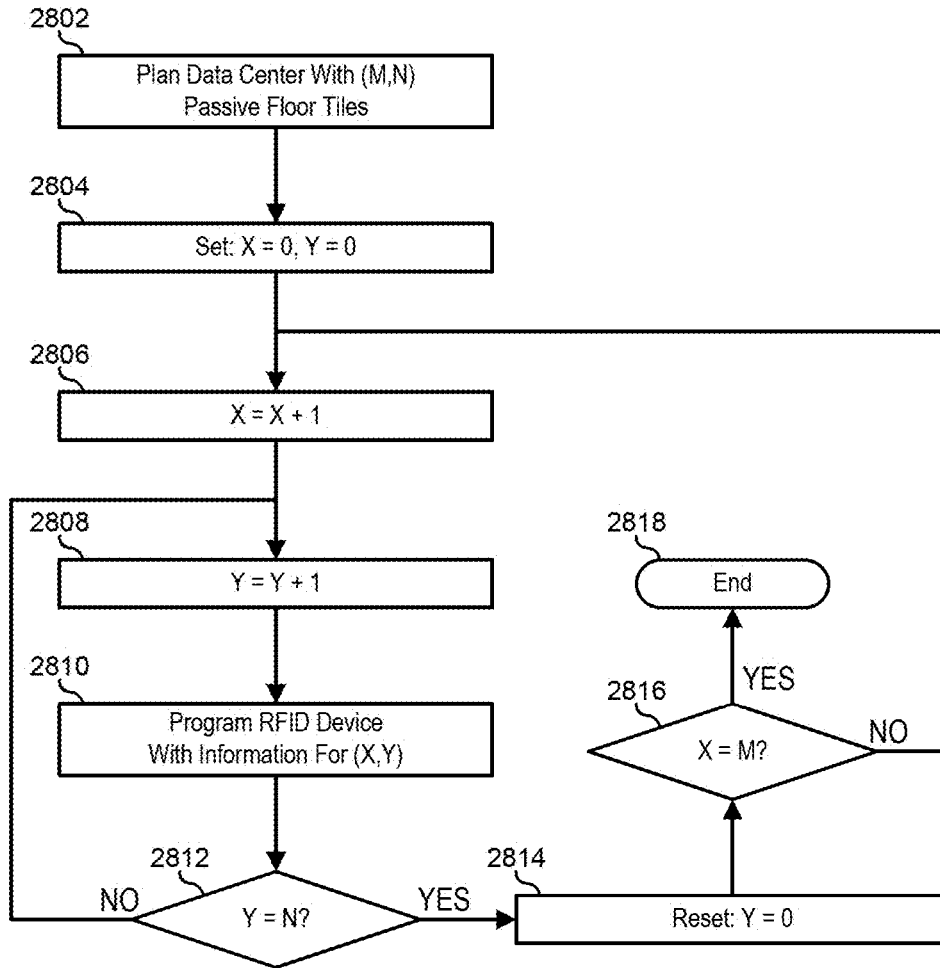 2802
Plan Data Center With (M,N)
Passive Floor Tiles
2804
Set: X = 0, Y = 0
2806
X = X + 1
2808
Y = Y + 1
2810
Program RFID Device
With Information For (X,Y)
2812
Y = N?
NO
YES
2814
Reset: Y = 0
2816
X = M?
NO
YES
2818
End